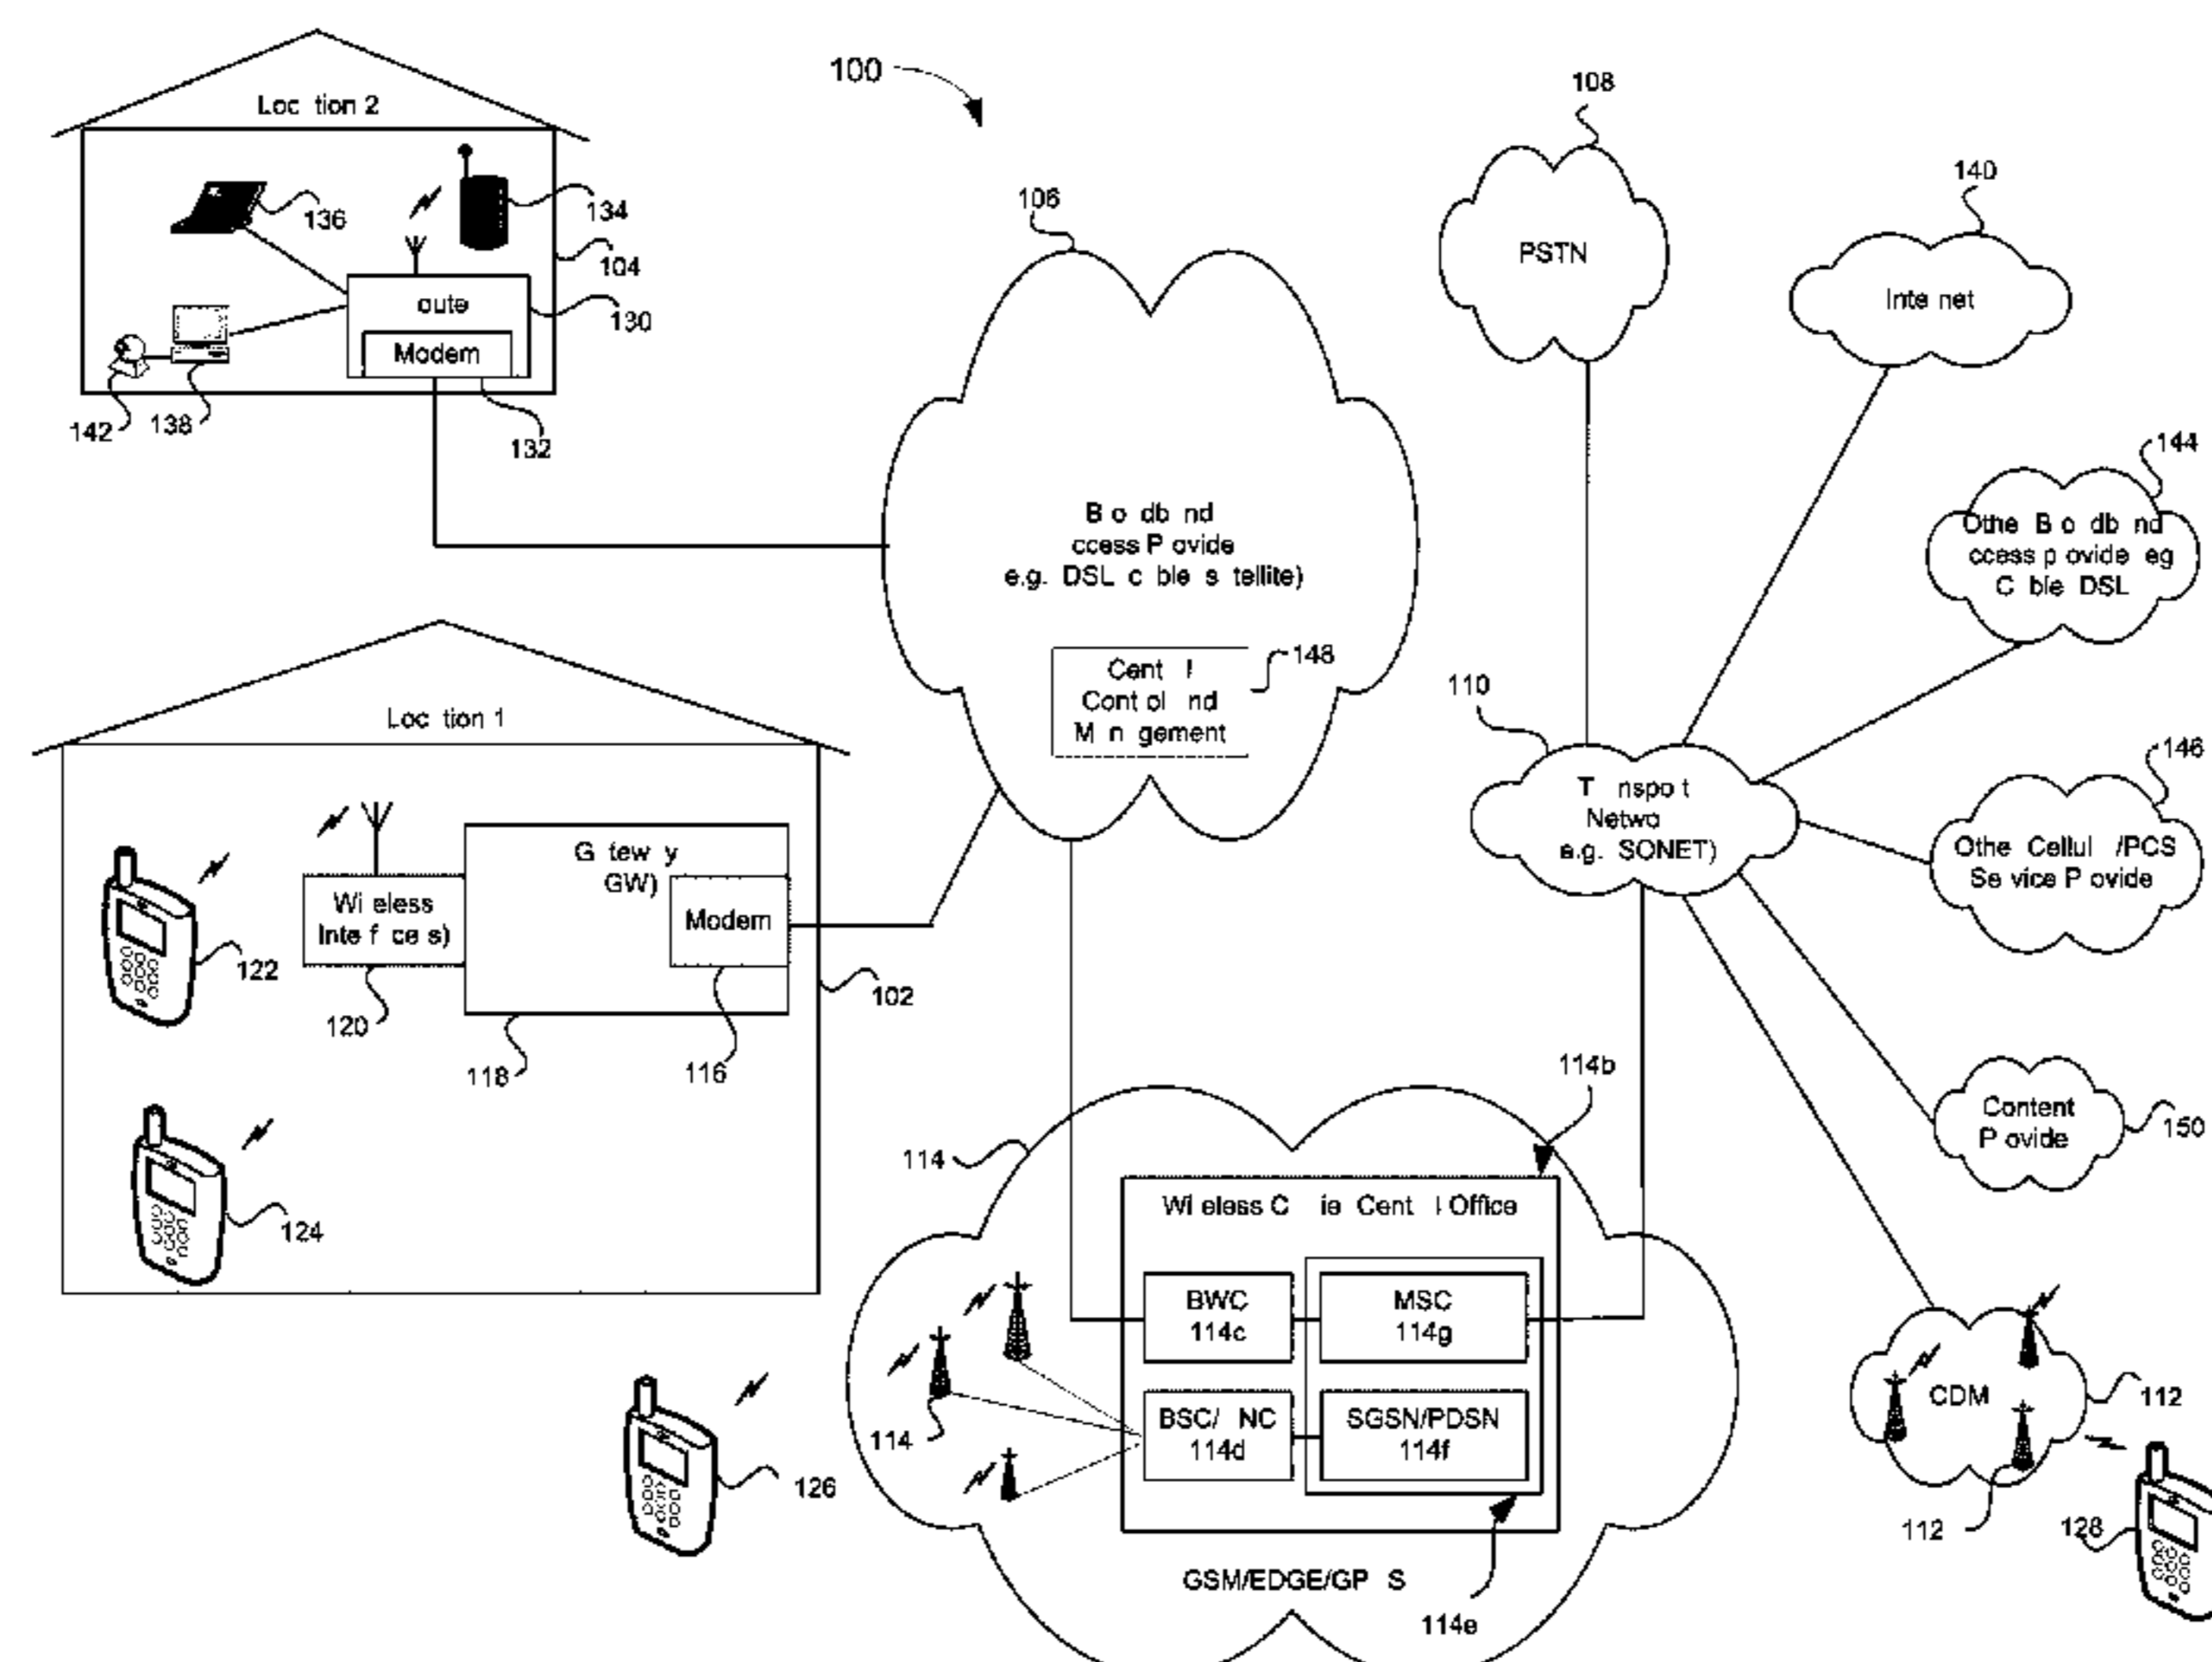 100
Loc tion 2
136
134
104
oute
130
Modem
142
138
132
106
B o db nd
ccess P ovide
e.g. DSL c ble s tellite)
Cent l
Cont ol nd
M n gement
148
108
PSTN
140
Inte net
144
Othe B o db nd
ccess p ovide eg
C ble DSL
110
T nspo t
Netwo
e.g. SONET)
146
Othe Cellul /PCS
Se vice P ovide
Content
P ovide
150
Loc tion 1
G tew y
GW)
Wi eless
Inte f ce s)
Modem
122
120
118
116
102
124
126
114
114b
Wi eless C ie Cent l Office
BWC
114c
MSC
114g
BSC/ NC
114d
SGSN/PDSN
114f
114
GSM/EDGE/GP S
114e
CDM
112
112
128